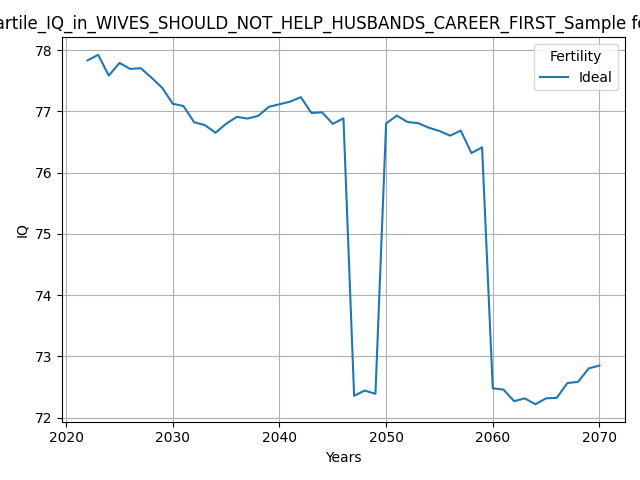 artile_IQ_in_WIVES_SHOULD_NOT_HELP_HUSBANDS_CAREER_FIRST_Sample fo
Fertility
Ideal
78
77
76
75
74
73
72
IQ
2020 2030 2040 2050 2060 2070
Years